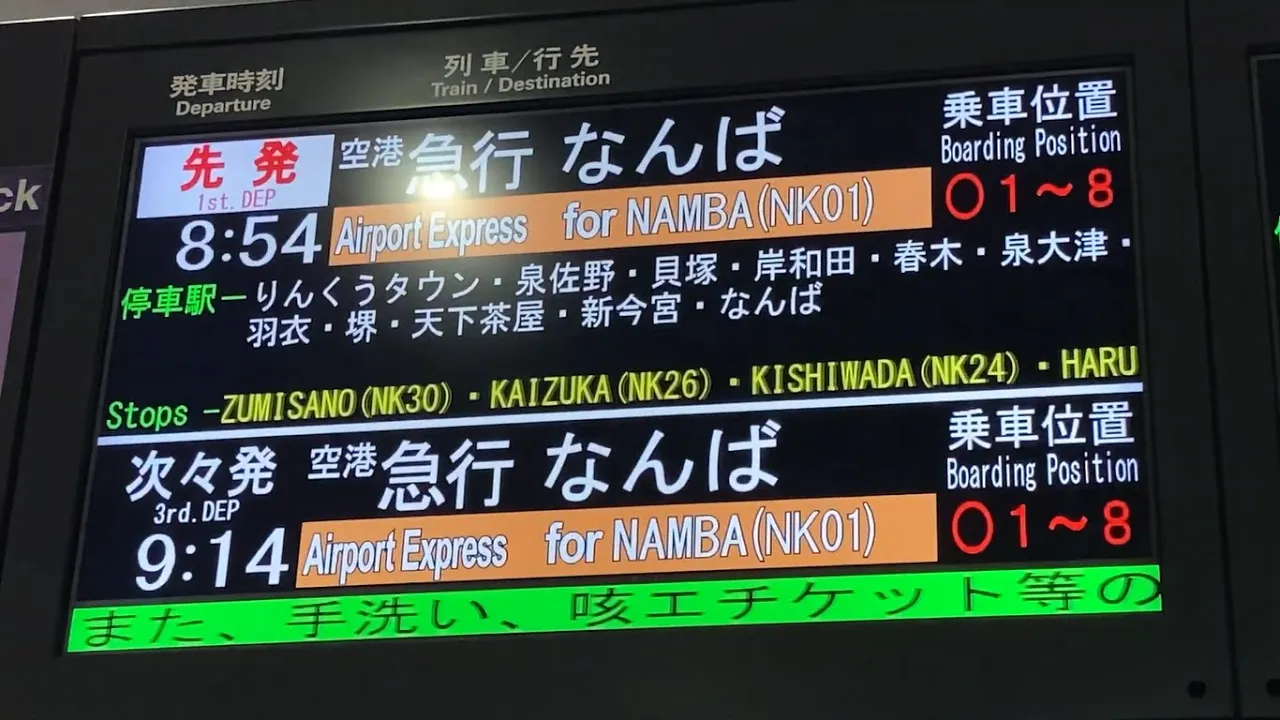 発車時刻
Departure
列車/行先
Train / Destination
ck
先発
1st.DEP
空港急行 なんば
乗車位置
Boarding Position
8:54
Airport Express for NAMBA(NK01)
○1~8
停車駅-りんくうタウン・泉佐野・貝塚・岸和田・春木・泉大津・
羽衣・堺・天下茶屋・新今宮・なんば
Stops -ZUMISANO(NK30)・KAIZUKA(NK26)・KISHIWADA(NK24)・HARU
次々発
3rd.DEP
空港急行 なんば
乗車位置
Boarding Position
9:14
Airport Express for NAMBA(NK01)
○1~8
また、手洗い、咳エチケット等の